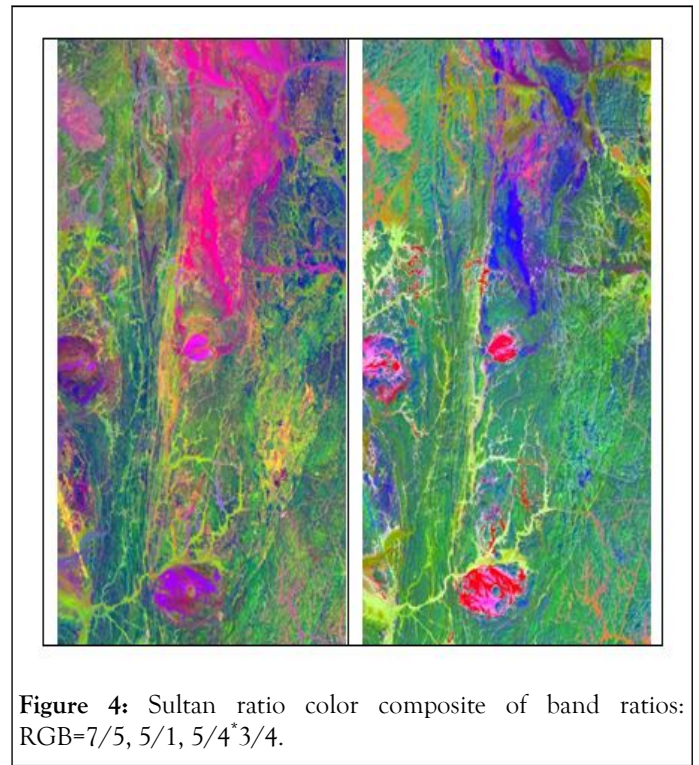 Figure 4: Sultan ratio color composite of band ratios:
RGB=7/5, 5/1, 5/4*3/4.